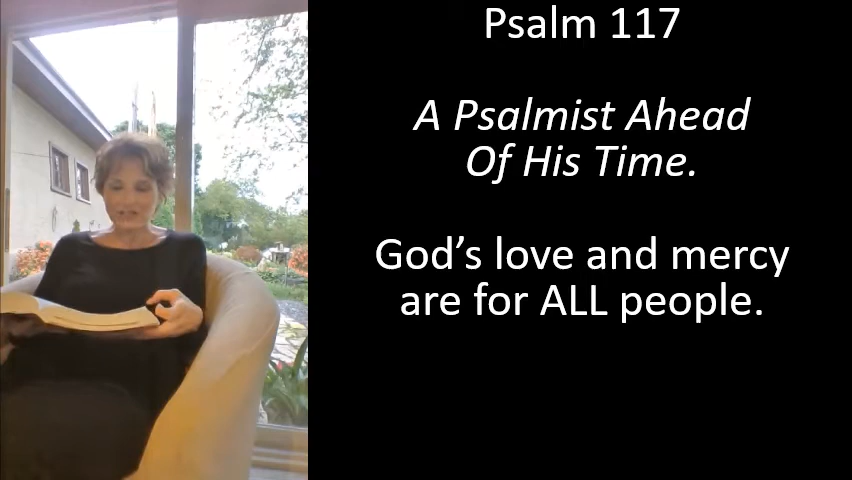 Psalm 117
A Psalmist Ahead
Of His Time.
God's love and mercy
are for ALL people.